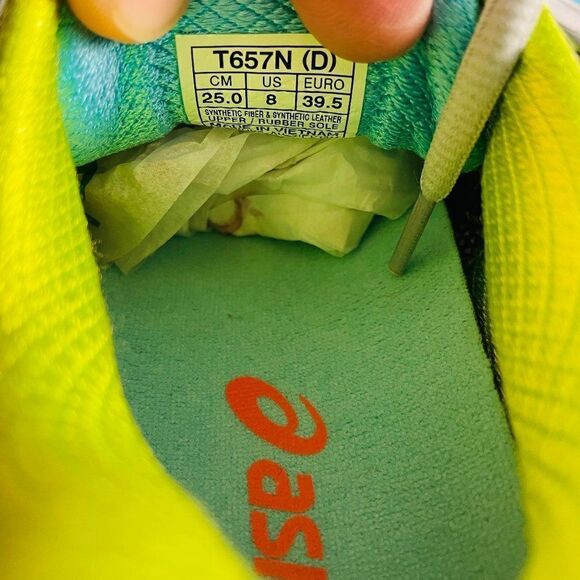 T657N (D)
CM US EURO
25.0 8 39.5
SYNTHETIC FIBER & SYNTHETIC LEATHER
UPPER / RUBBER SOLE
MADE IN VIETNAM
asi